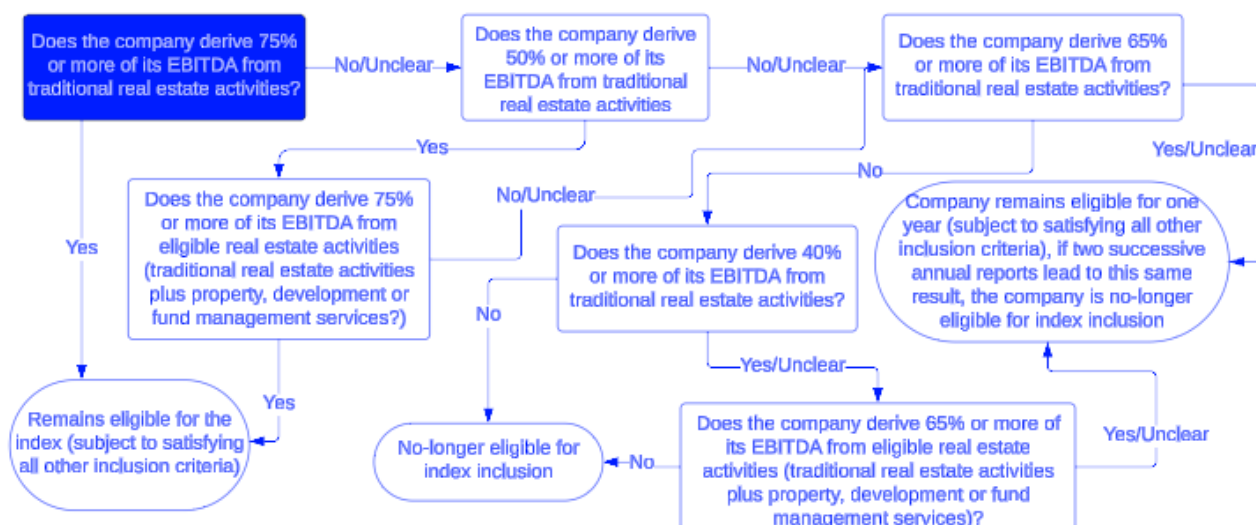 Does the company derive 75%
or more of its EBITDA from
traditional real estate activities?
No/Unclear
Does the company derive
50% or more of its
EBITDA from traditional
real estate activities
No/Unclear
Does the company derive 65%
or more of its EBITDA from
traditional real estate activities?
Yes/Unclear
Yes
No
Does the company derive 75%
or more of its EBITDA from
eligible real estate activities
(traditional real estate activities
plus property, development or
fund management services?)
No/Unclear
Yes
Does the company derive 40%
or more of its EBITDA from
traditional real estate activities?
Company remains eligible for one
year (subject to satisfying all other
inclusion criteria), if two successive
annual reports lead to this same
result, the company is no-longer
eligible for index inclusion
No
Yes/Unclear
Yes
Remains eligible for the
index (subject to satisfying
all other inclusion criteria)
No-longer eligible for
index inclusion
No
Does the company derive 65% or more of
its EBITDA from eligible real estate
activities (traditional real estate activities
plus property, development or fund
management services)?
Yes/Unclear